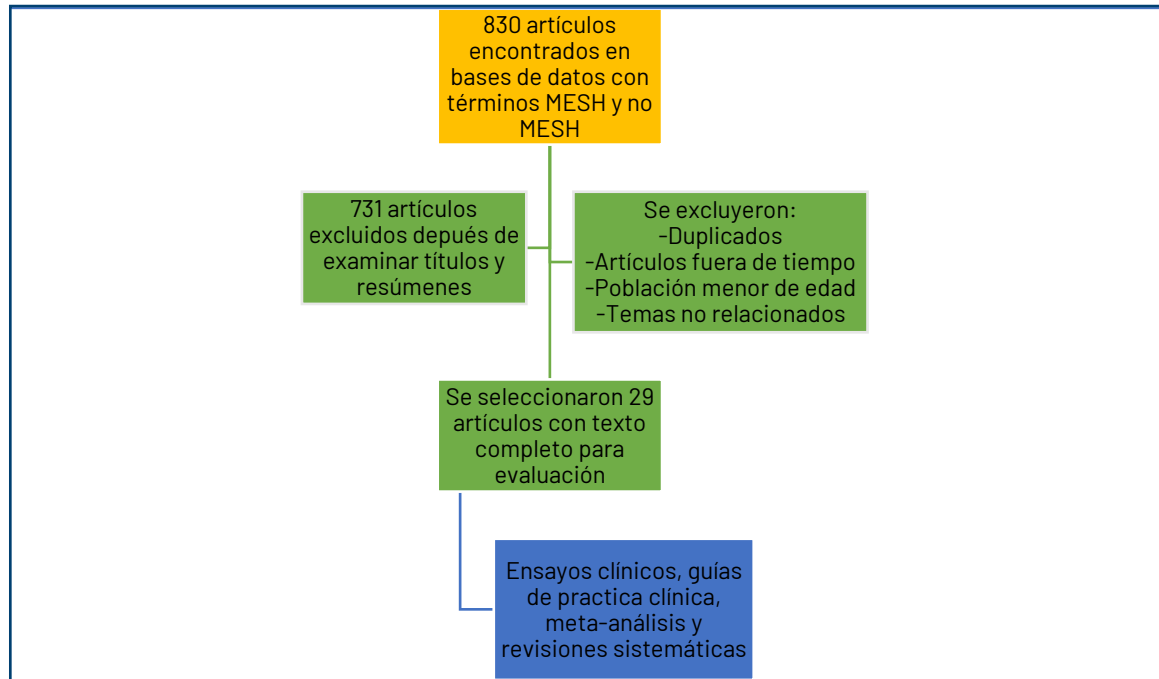 830 artículos
encontrados en
bases de datos con
términos MESH y no
MESH
731 artículos
excluidos depués de
examinar títulos y
resúmenes
Se excluyeron:
-Duplicados
-Artículos fuera de tiempo
-Población menor de edad
-Temas no relacionados
Se seleccionaron 29
artículos con texto
completo para
evaluación
Ensayos clínicos, guías
de practica clínica,
meta-análisis y
revisiones sistemáticas